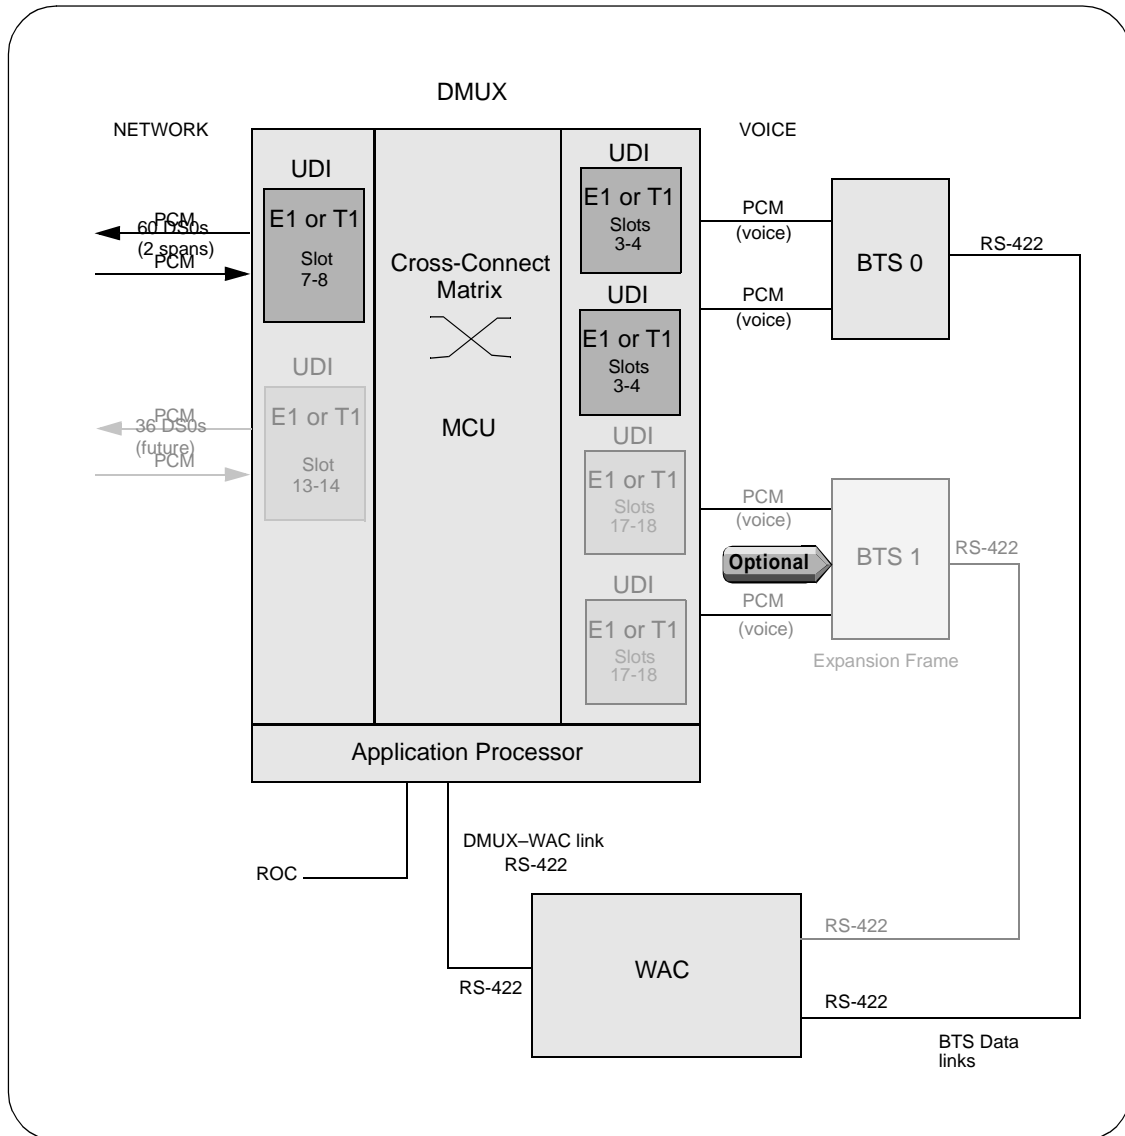 DMUX
NETWORK
VOICE
UDI
E1 or T1
Slot
7-8
PCM
60 DS0s
(2 spans)
PCM
UDI
E1 or T1
Slot
13-14
PCM
36 DS0s
(future)
PCM
Cross-Connect
Matrix
MCU
UDI
E1 or T1
Slots
3-4
UDI
E1 or T1
Slots
3-4
UDI
E1 or T1
Slots
17-18
UDI
E1 or T1
Slots
17-18
PCM
(voice)
PCM
(voice)
BTS 0
RS-422
PCM
(voice)
Optional
PCM
(voice)
BTS 1
RS-422
Expansion Frame
Application Processor
ROC
DMUX–WAC link
RS-422
RS-422
WAC
RS-422
RS-422
BTS Data
links